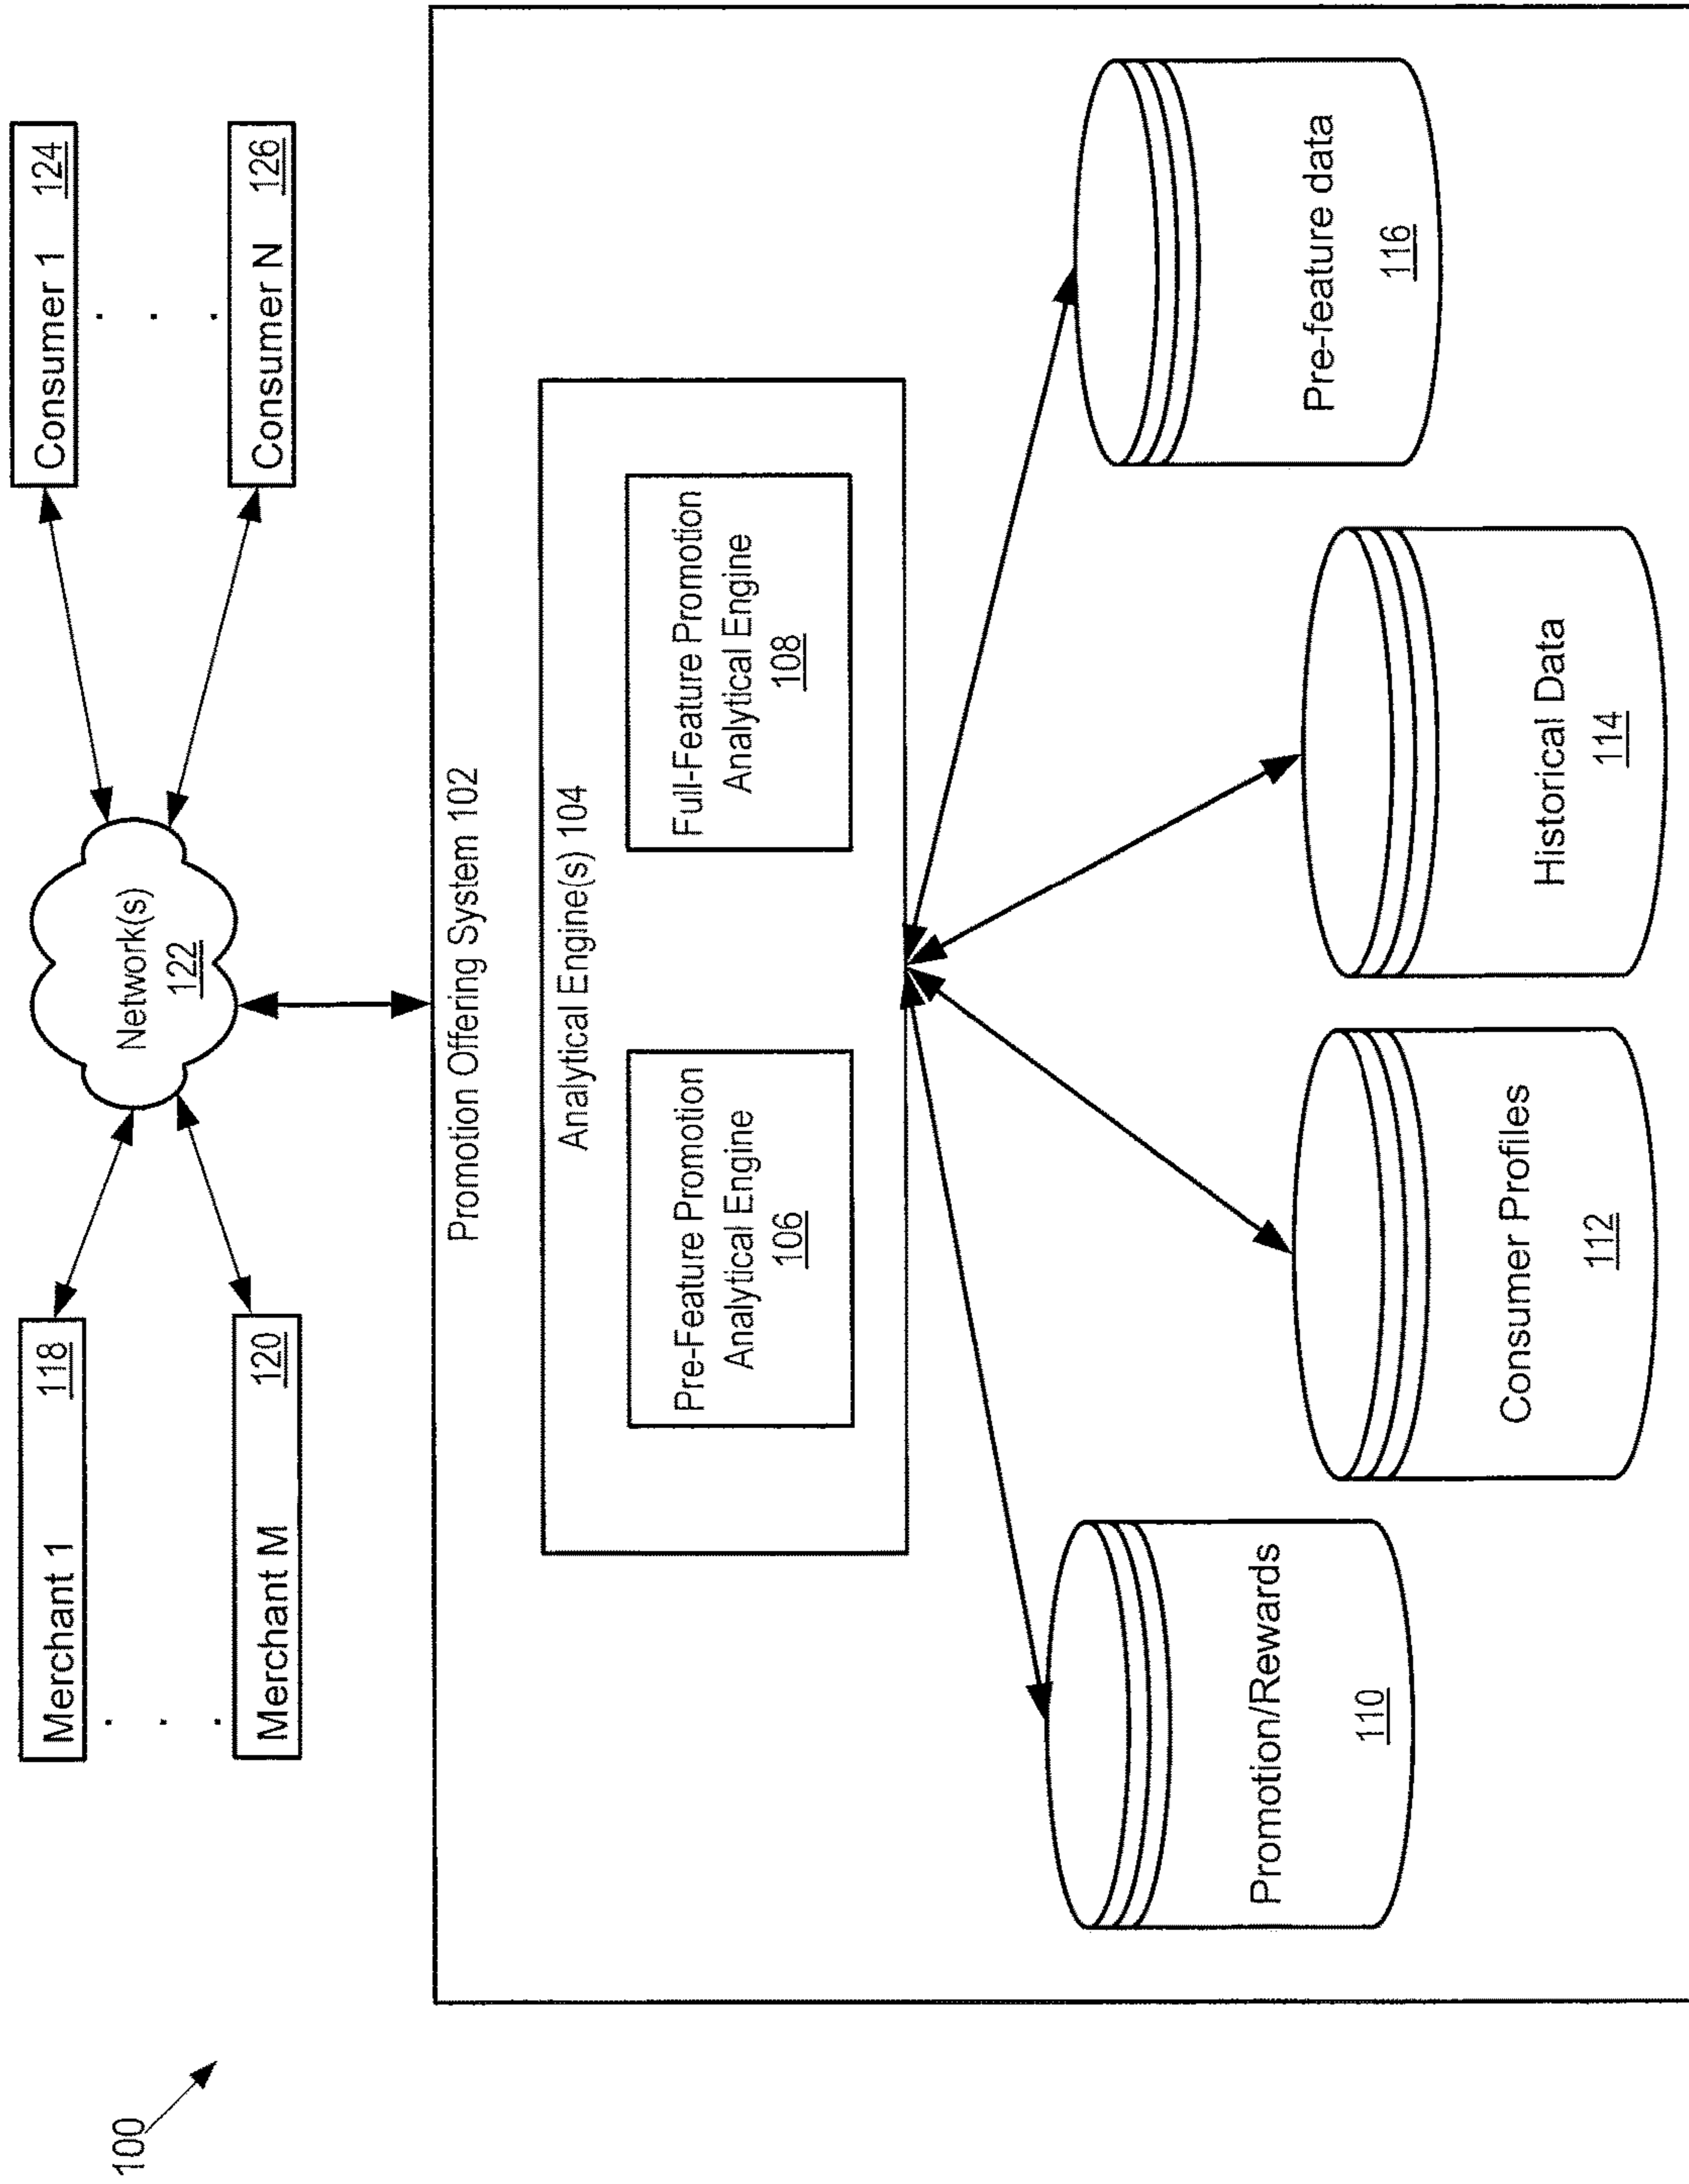 100
Merchant 1 118
. . .
Merchant M 120
Network(s)
122
Consumer 1 124
. . .
Consumer N 126
Promotion Offering System 102
Analytical Engine(s) 104
Pre-Feature Promotion
Analytical Engine
106
Full-Feature Promotion
Analytical Engine
108
Promotion/Rewards
110
Consumer Profiles
112
Historical Data
114
Pre-feature data
116